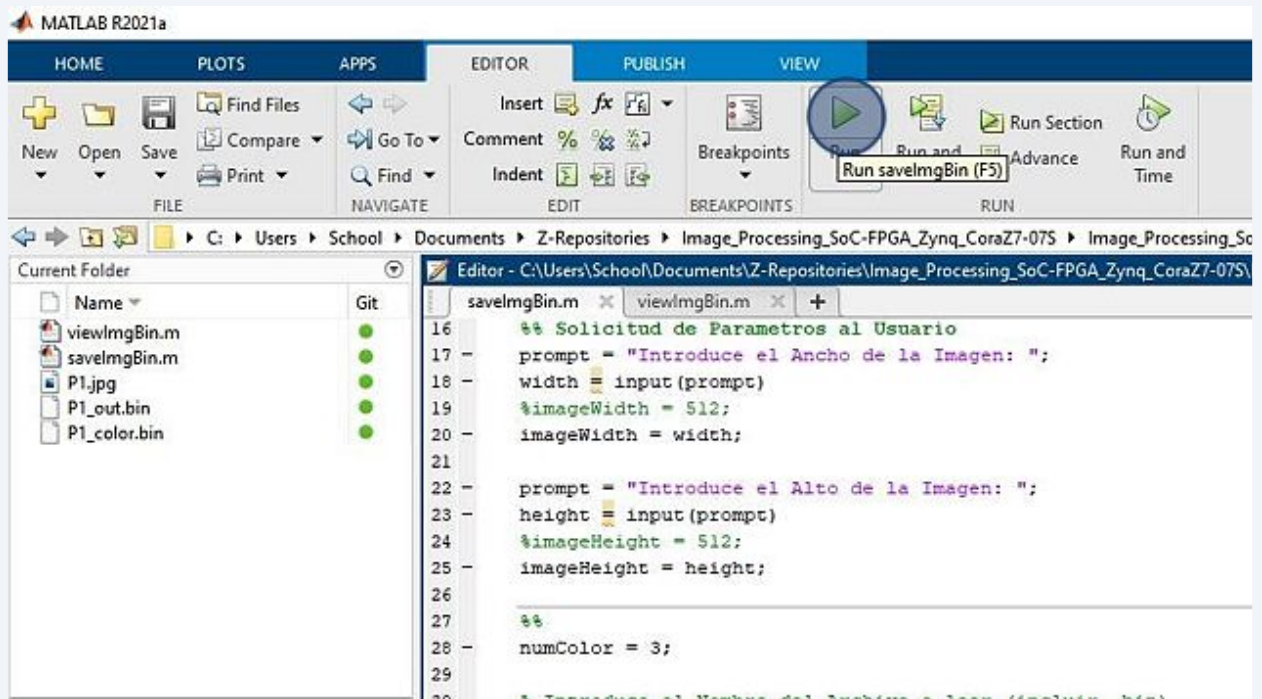 MATLAB R2021a
HOME PLOTS APPS EDITOR PUBLISH VIEW
New Open Save
Find Files
Compare
Print
FILE
Go To
Find
NAVIGATE
Insert fx
Comment
Indent
EDIT
Breakpoints
BREAKPOINTS
Run
Run and
Run saveImgBin (F5)
Run Section
Advance
Run and
Time
RUN
C: Users School Documents Z-Repositories Image_Processing_SoC-FPGA_Zynq_CoraZ7-07S
Current Folder
Name Git
viewImgBin.m
saveImgBin.m
P1.jpg
P1_out.bin
P1_color.bin
Editor - C:\Users\School\Documents\Z-Repositories\Image_Processing_SoC-FPGA_Zynq_CoraZ7-07S\
saveImgBin.m viewImgBin.m +
16 %% Solicitud de Parametros al Usuario
17 - prompt = "Introduce el Ancho de la Imagen: ";
18 - width = input(prompt)
19 %imageWidth = 512;
20 - imageWidth = width;
21
22 - prompt = "Introduce el Alto de la Imagen: ";
23 - height = input(prompt)
24 %imageHeight = 512;
25 - imageHeight = height;
26
27 %%
28 - numColor = 3;
29